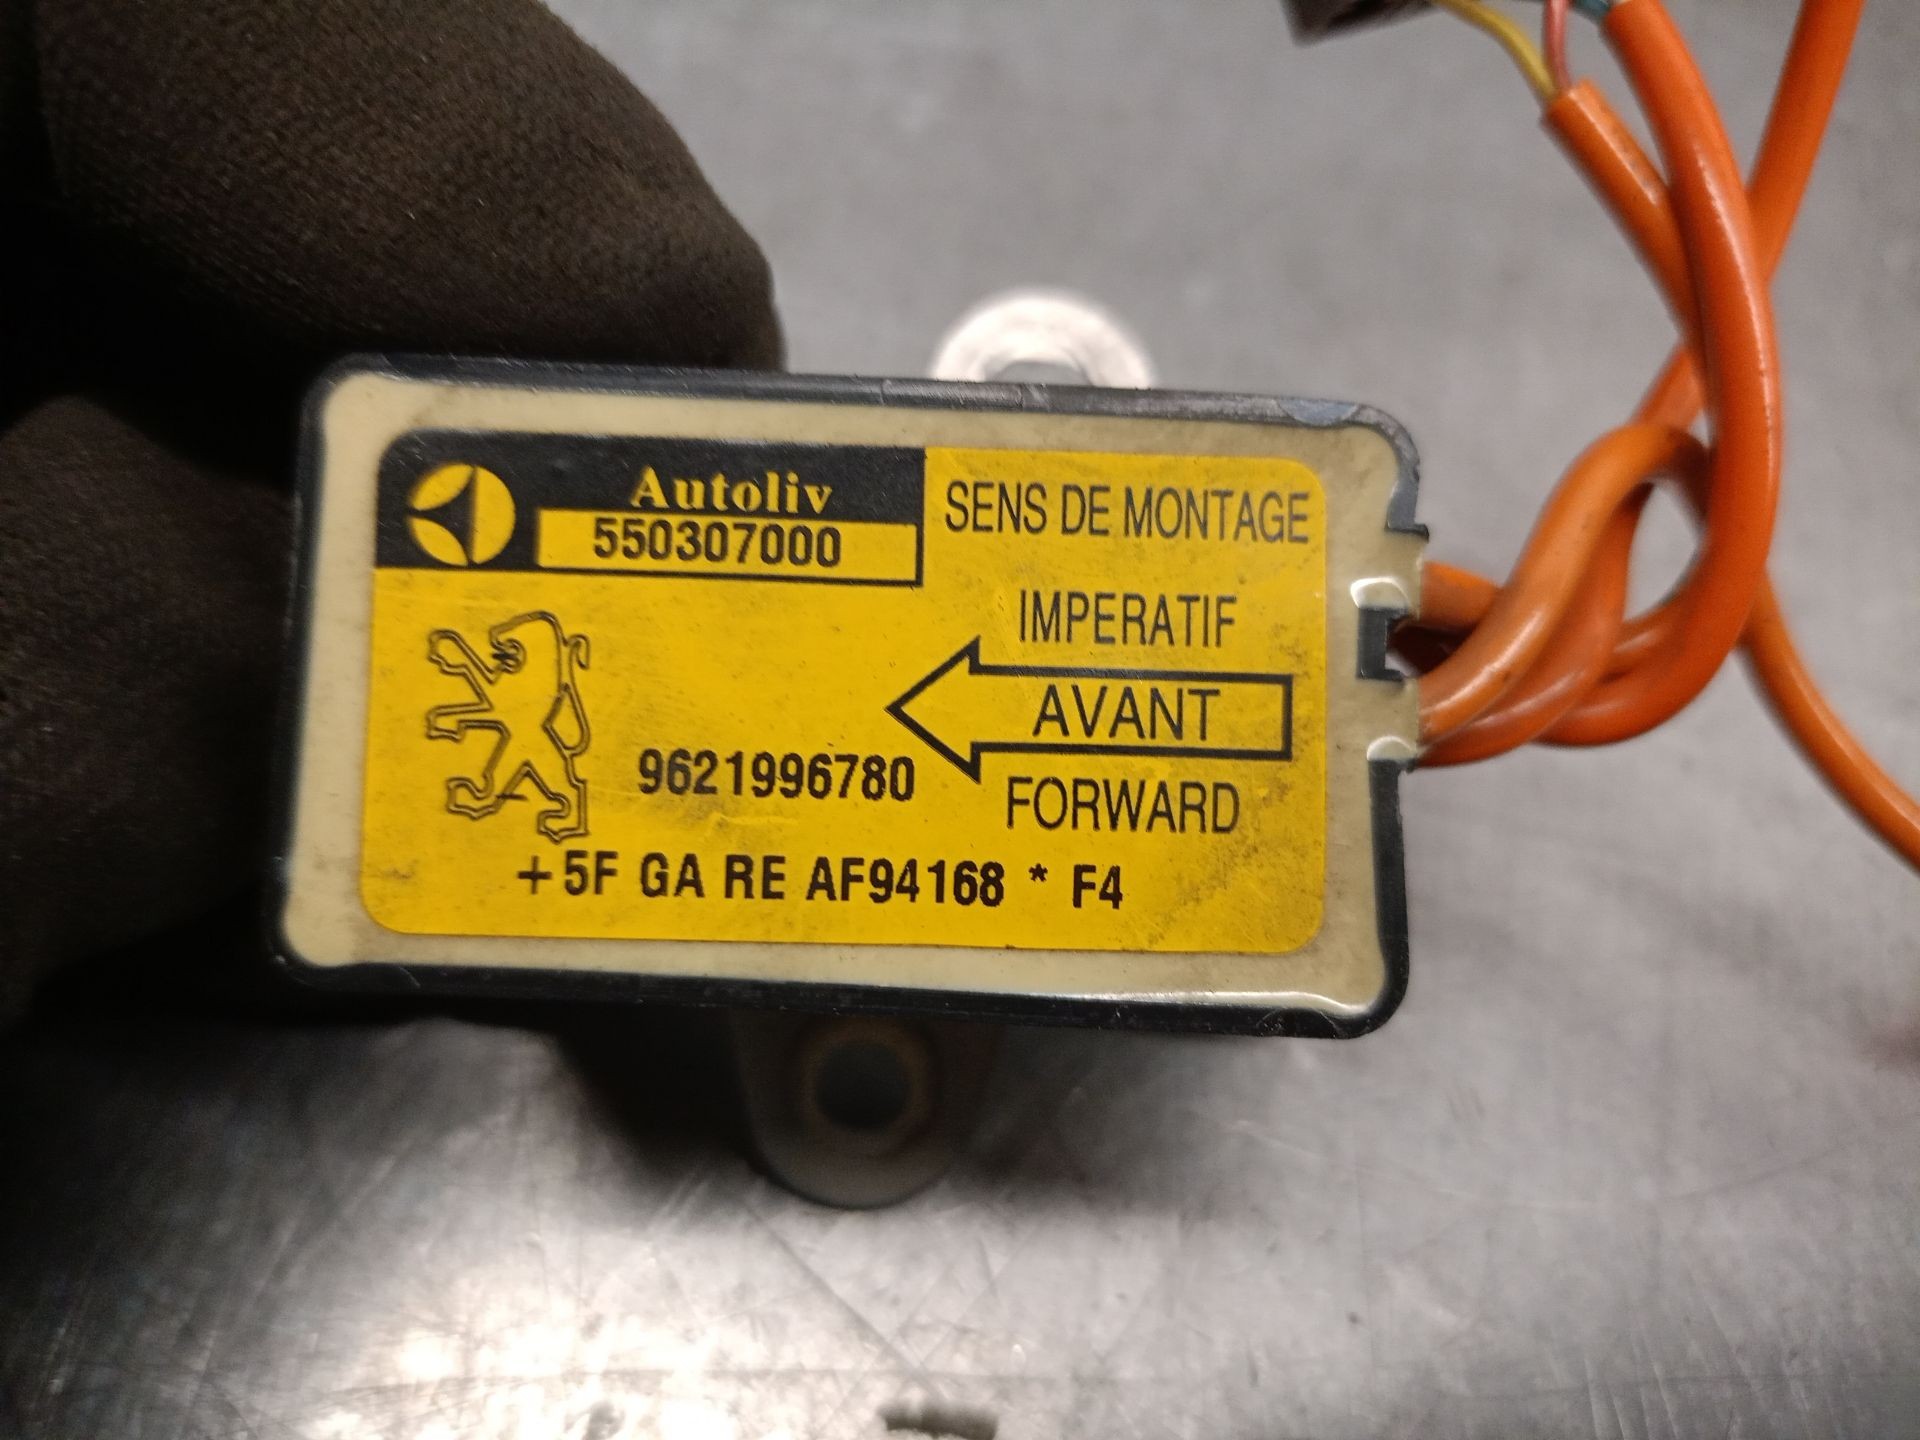 Autoliv
550307000
SENS DE MONTAGE
IMPERATIF
AVANT
FORWARD
9621996780
+5F GA RE AF94168 * F4